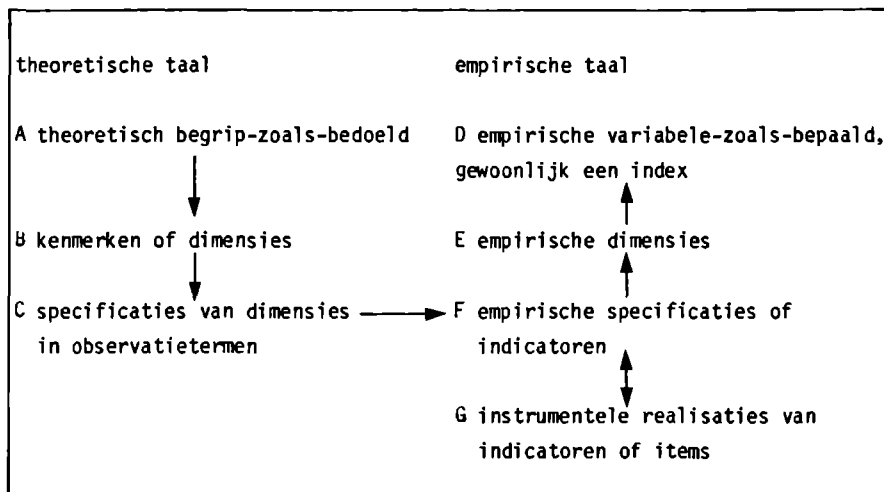 theoretische taal
empirische taal
A theoretisch begrip-zoals-bedoeld
D empirische variabele-zoals-bepaald,
gewoonlijk een index
B kenmerken of dimensies
E empirische dimensies
C specificaties van dimensies
in observatietermen
F empirische specificaties of
indicatoren
G instrumentele realisaties van
indicatoren of items